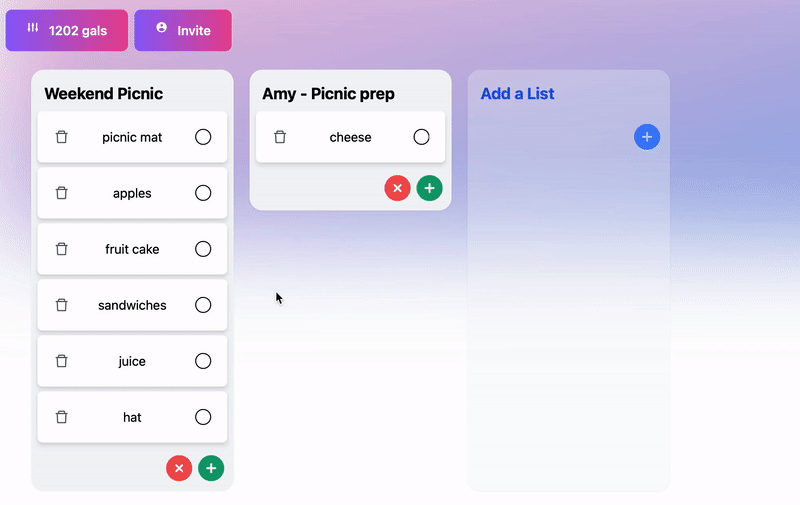 1202 gals
Invite
Weekend Picnic
picnic mat
apples
fruit cake
sandwiches
juice
hat
Amy - Picnic prep
cheese
Add a List